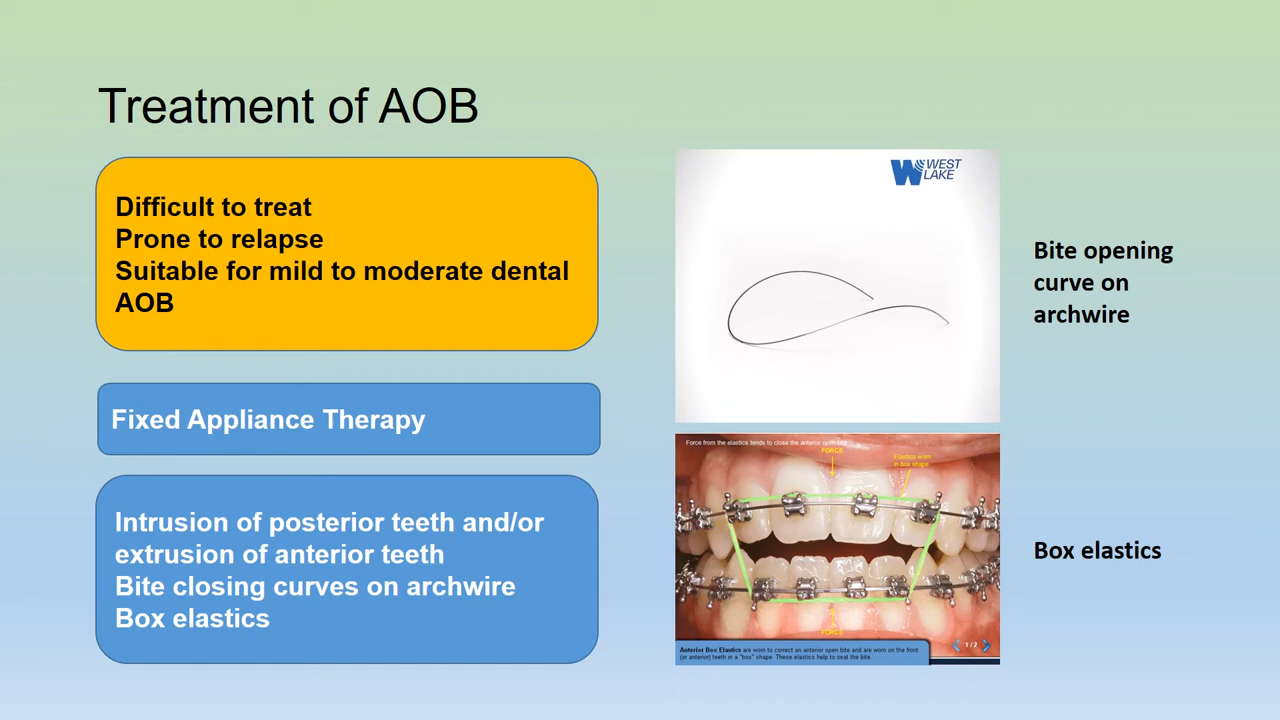 Treatment of AOB
Difficult to treat
Prone to relapse
Suitable for mild to moderate dental
AOB
Fixed Appliance Therapy
Intrusion of posterior teeth and/or
extrusion of anterior teeth
Bite closing curves on archwire
Box elastics
WEST
LAKE
Bite opening
curve on
archwire
Force from the elastics tends to close the anterior open bite
FORCE
Elastics worn
in box shape
FORCE
1/2
Anterior Box Elastics are worn to correct an anterior open bite and are worn on the front
(or anterior) teeth in a "box" shape. These elastics help to seat the bite.
Box elastics